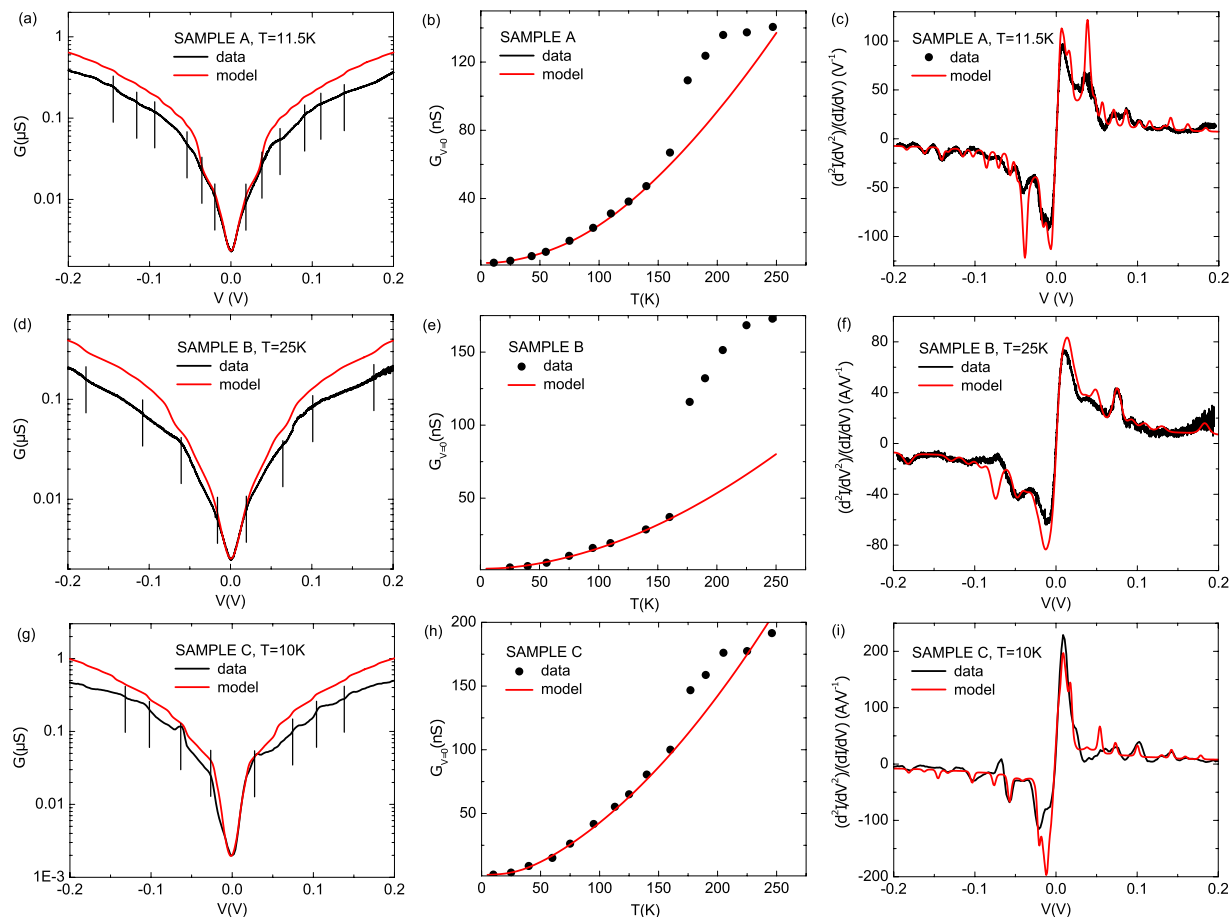 (a)
SAMPLE A, T=11.5K
data
model
1
0.1
0.01
G(µS)
-0.2
-0.1
0.0
0.1
0.2
V (V)
(b)
SAMPLE A
data
model
120
80
40
0
G_V=0 (nS)
0
50
100
150
200
250
T(K)
(c)
SAMPLE A, T=11.5K
data
model
100
50
0
-50
-100
(d²I/dV²)/(dI/dV) (V⁻¹)
-0.2
-0.1
0.0
0.1
0.2
V (V)
(d)
SAMPLE B, T=25K
data
model
0.1
0.01
G(µS)
-0.2
-0.1
0.0
0.1
0.2
V(V)
(e)
SAMPLE B
data
model
150
100
50
0
G_V=0 (nS)
0
50
100
150
200
250
T(K)
(f)
SAMPLE B, T=25K
data
model
80
40
0
-40
-80
(d²I/dV²)/(dI/dV) (A/V⁻¹)
-0.2
-0.1
0.0
0.1
0.2
V(V)
(g)
SAMPLE C, T=10K
data
model
1
0.1
0.01
1E-3
G(µS)
-0.2
-0.1
0.0
0.1
0.2
V(V)
(h)
SAMPLE C
data
model
200
150
100
50
G_V=0 (nS)
0
50
100
150
200
250
T(K)
(i)
SAMPLE C, T=10K
data
model
200
100
0
-100
-200
(d²I/dV²)/(dI/dV) (A/V⁻¹)
-0.2
-0.1
0.0
0.1
0.2
V(V)